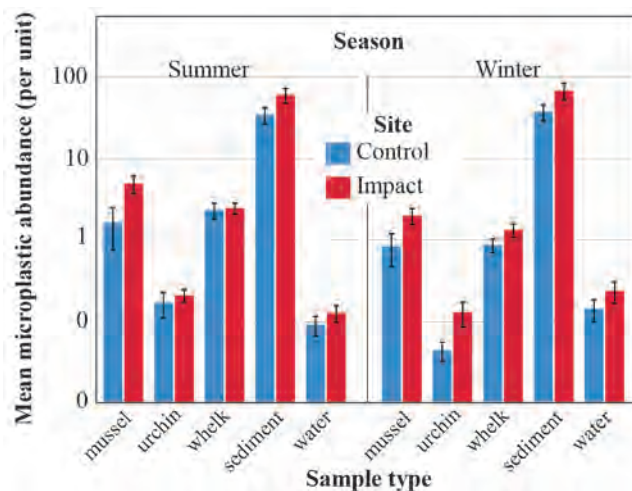 Season
Summer
Winter
Site
Control
Impact
Mean microplastic abundance (per unit)
100
10
1
0
0
mussel
urchin
whelk
sediment
water
mussel
urchin
whelk
sediment
water
Sample type